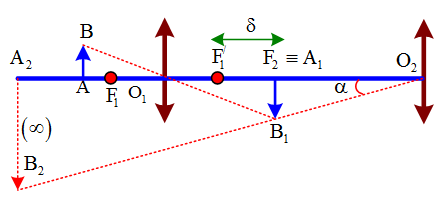 B
δ
A₂
F₁′
F₂ ≡ A₁
O₂
A
F₁
O₁
α
(∞)
B₁
B₂